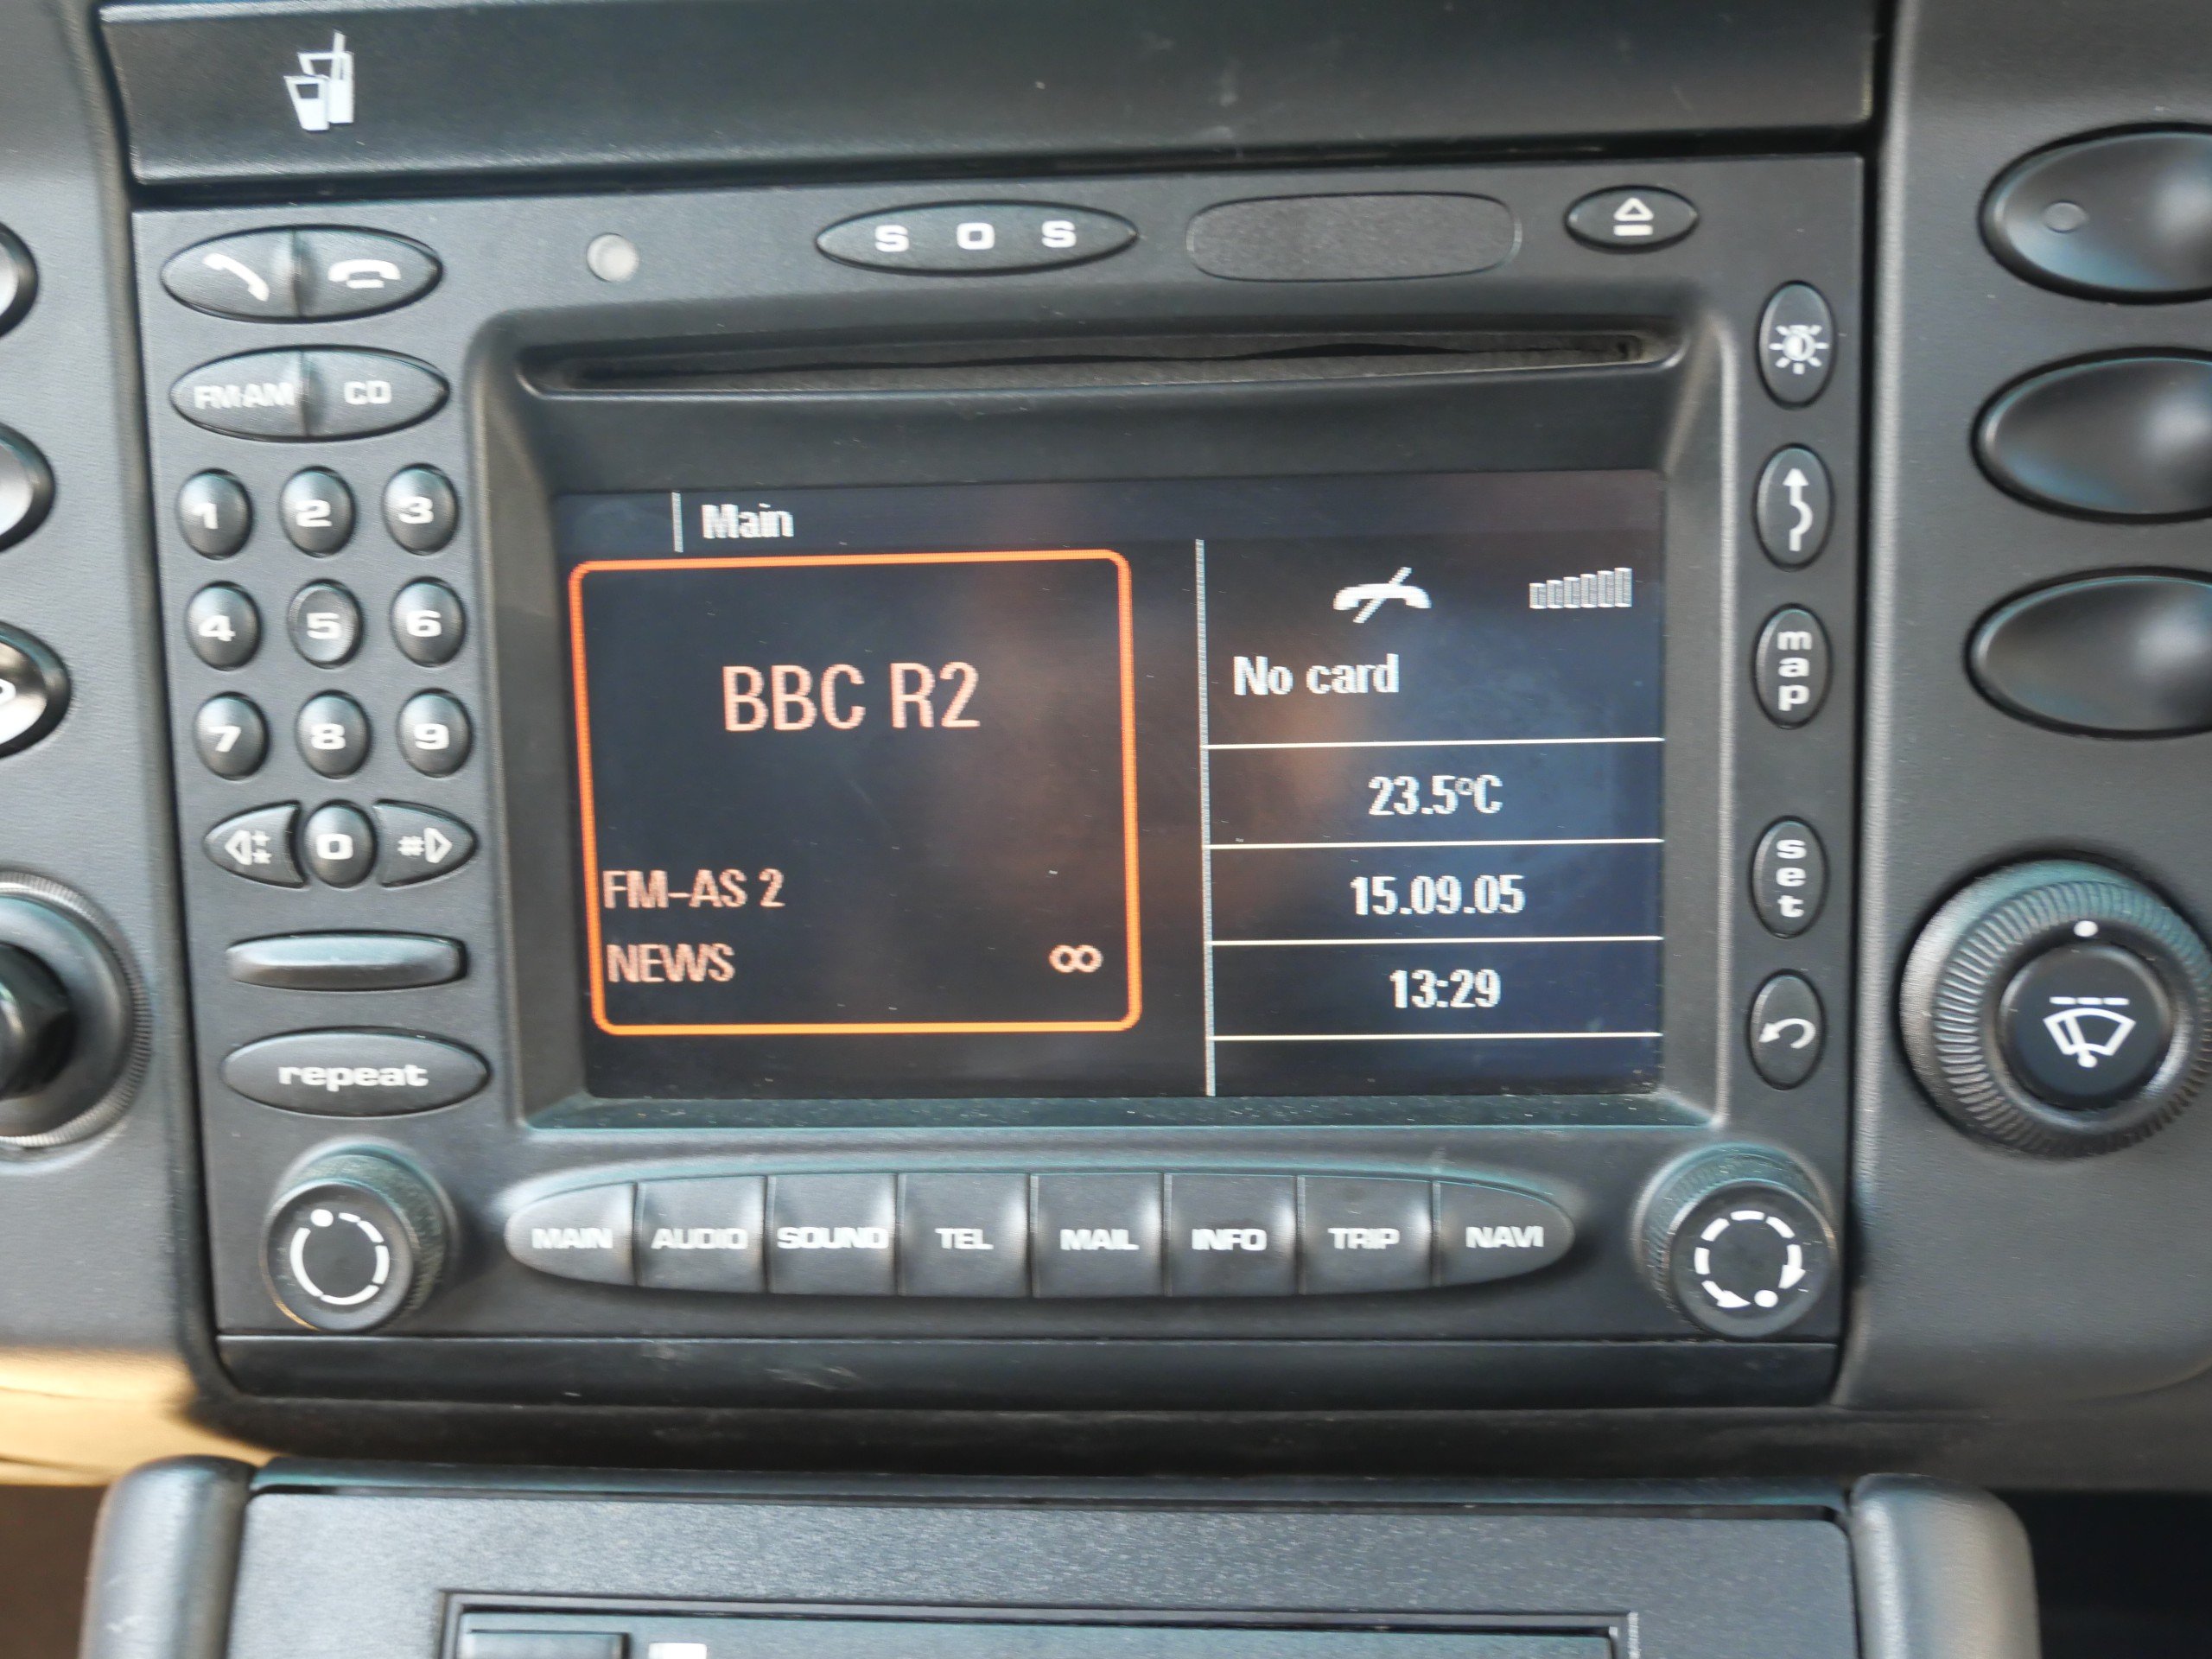 S O S
FM·AM CD
1 2 3
4 5 6
7 8 9
* 0 #
repeat
Main
BBC R2
FM-AS 2
NEWS
No card
23.5°C
15.09.05
13:29
map
set
MAIN AUDIO SOUND TEL MAIL INFO TRIP NAVI